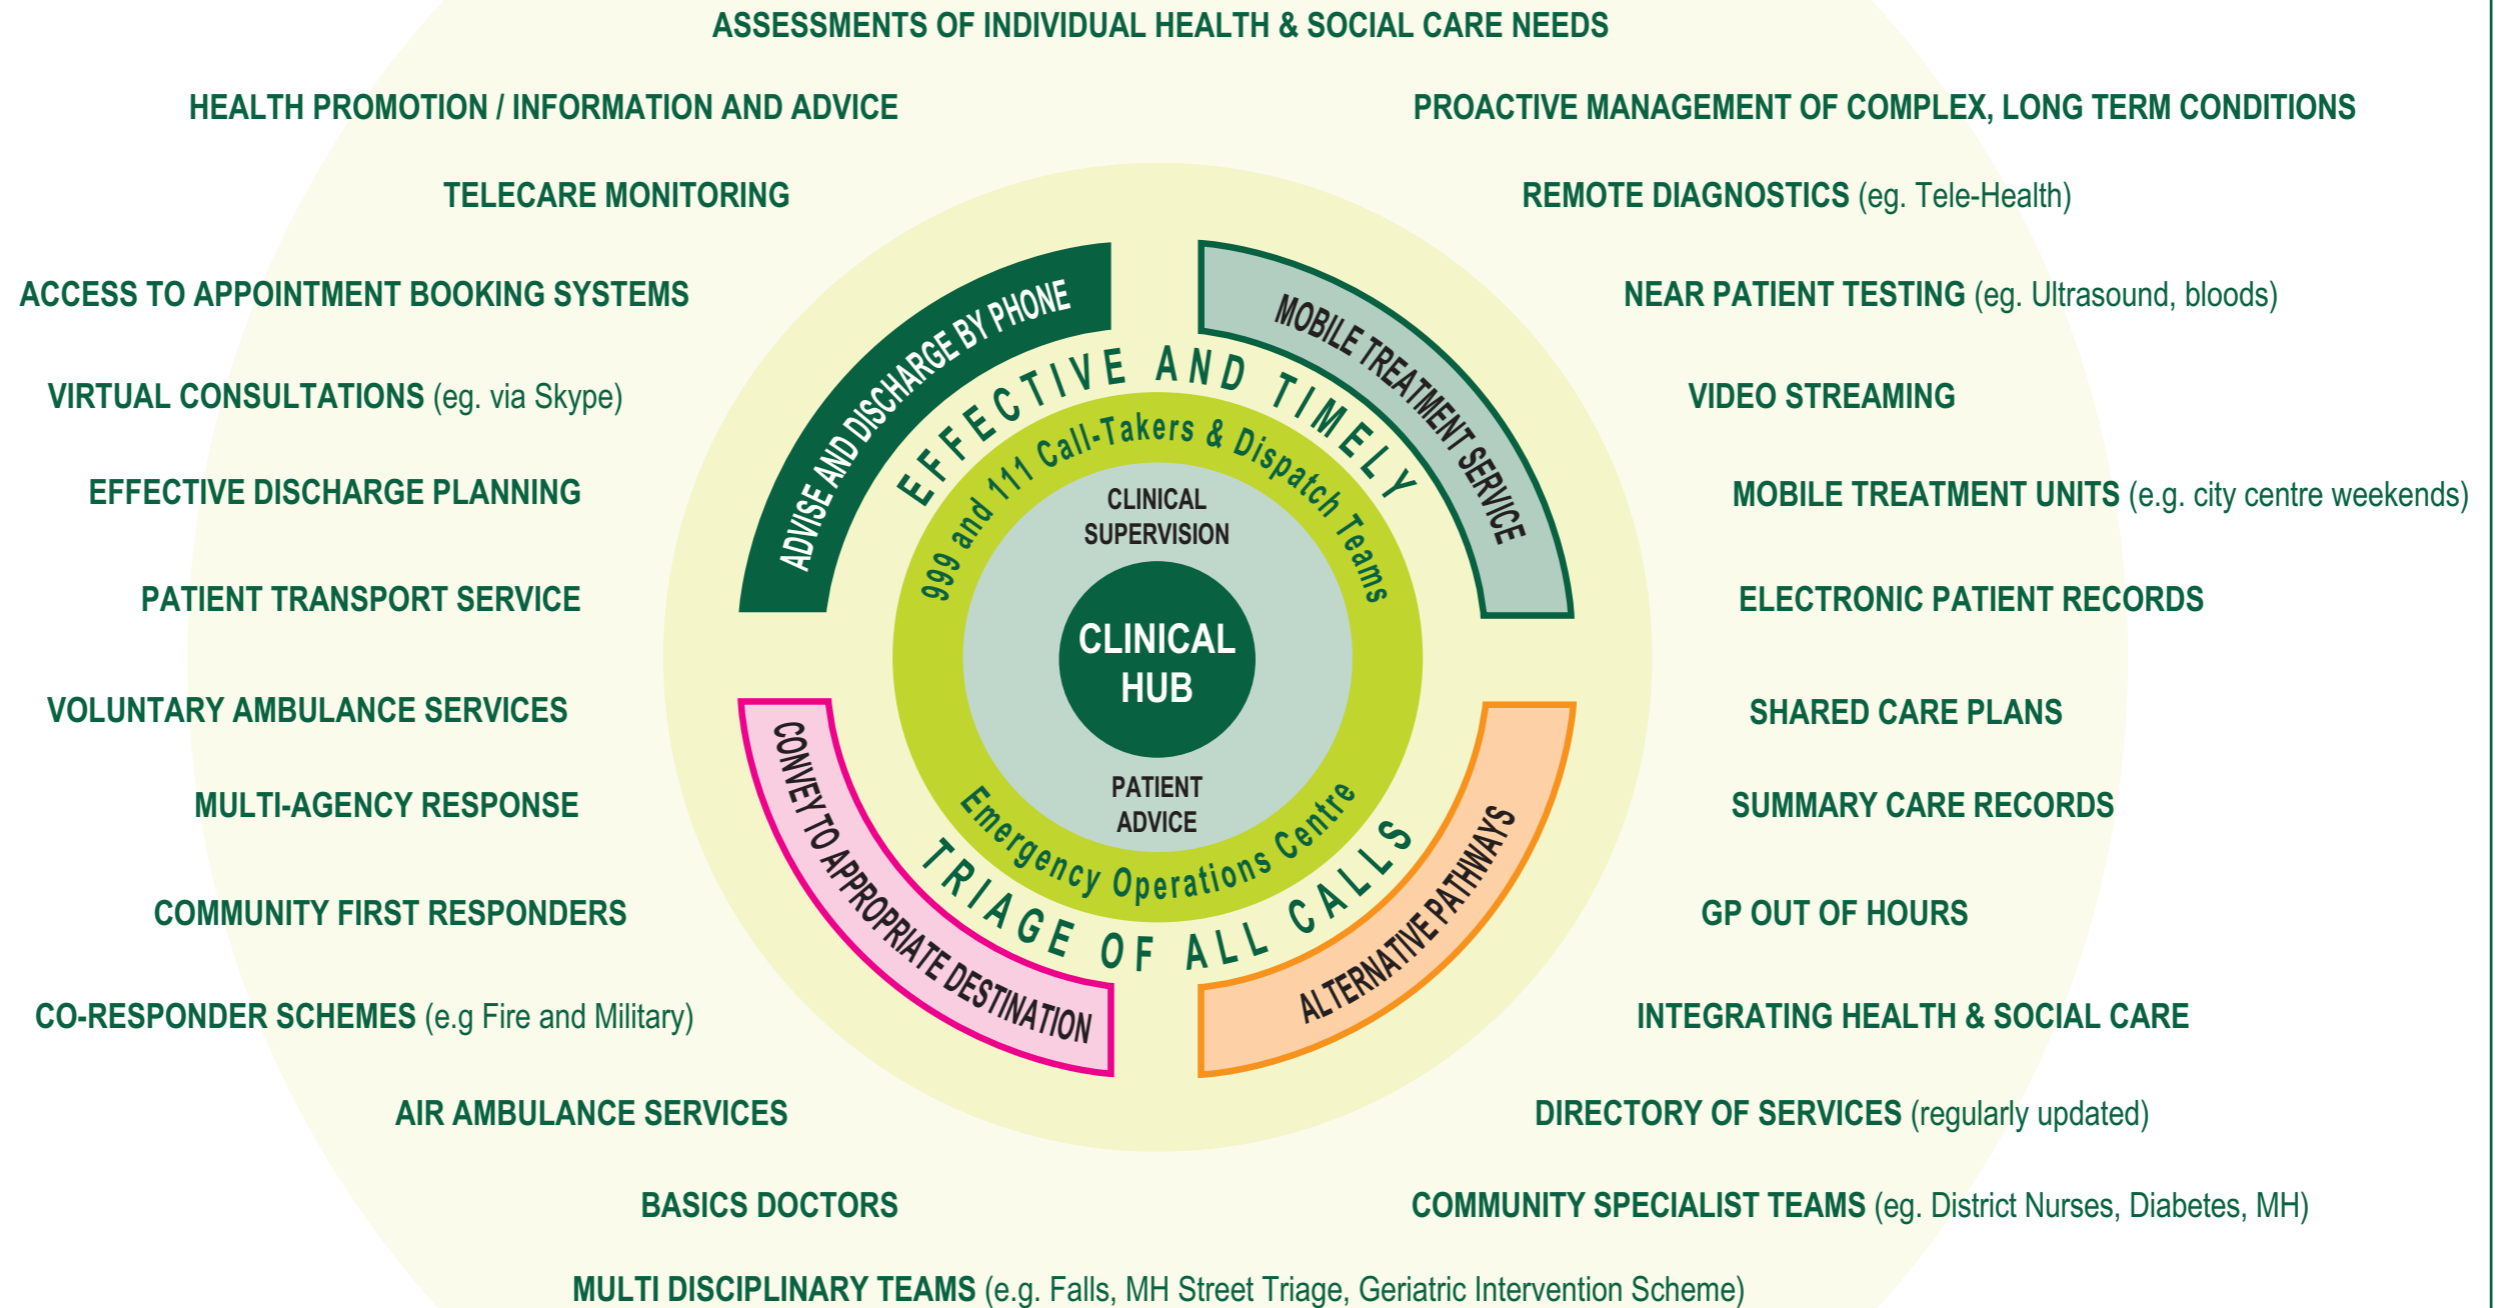 ASSESSMENTS OF INDIVIDUAL HEALTH & SOCIAL CARE NEEDS
HEALTH PROMOTION / INFORMATION AND ADVICE
PROACTIVE MANAGEMENT OF COMPLEX, LONG TERM CONDITIONS
TELECARE MONITORING
REMOTE DIAGNOSTICS (eg. Tele-Health)
ACCESS TO APPOINTMENT BOOKING SYSTEMS
NEAR PATIENT TESTING (eg. Ultrasound, bloods)
VIRTUAL CONSULTATIONS (eg. via Skype)
VIDEO STREAMING
EFFECTIVE DISCHARGE PLANNING
MOBILE TREATMENT UNITS (e.g. city centre weekends)
PATIENT TRANSPORT SERVICE
ELECTRONIC PATIENT RECORDS
VOLUNTARY AMBULANCE SERVICES
SHARED CARE PLANS
MULTI-AGENCY RESPONSE
SUMMARY CARE RECORDS
COMMUNITY FIRST RESPONDERS
GP OUT OF HOURS
CO-RESPONDER SCHEMES (e.g Fire and Military)
INTEGRATING HEALTH & SOCIAL CARE
AIR AMBULANCE SERVICES
DIRECTORY OF SERVICES (regularly updated)
BASICS DOCTORS
COMMUNITY SPECIALIST TEAMS (eg. District Nurses, Diabetes, MH)
MULTI DISCIPLINARY TEAMS (e.g. Falls, MH Street Triage, Geriatric Intervention Scheme)
ADVISE AND DISCHARGE BY PHONE
MOBILE TREATMENT SERVICE
CONVEY TO APPROPRIATE DESTINATION
ALTERNATIVE PATHWAYS
EFFECTIVE AND TIMELY
TRIAGE OF ALL CALLS
999 and 111 Call-Takers & Dispatch Teams
Emergency Operations Centre
CLINICAL
SUPERVISION
CLINICAL
HUB
PATIENT
ADVICE